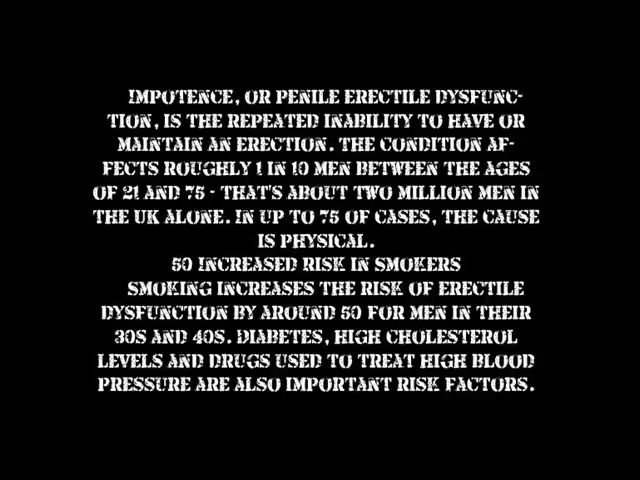 IMPOTENCE, OR PENILE ERECTILE DYSFUNC-
TION, IS THE REPEATED INABILITY TO HAVE OR
MAINTAIN AN ERECTION. THE CONDITION AF-
FECTS ROUGHLY 1 IN 10 MEN BETWEEN THE AGES
OF 21 AND 75 - THAT'S ABOUT TWO MILLION MEN IN
THE UK ALONE. IN UP TO 75 OF CASES, THE CAUSE
IS PHYSICAL.
50 INCREASED RISK IN SMOKERS
SMOKING INCREASES THE RISK OF ERECTILE
DYSFUNCTION BY AROUND 50 FOR MEN IN THEIR
30S AND 40S. DIABETES, HIGH CHOLESTEROL
LEVELS AND DRUGS USED TO TREAT HIGH BLOOD
PRESSURE ARE ALSO IMPORTANT RISK FACTORS.